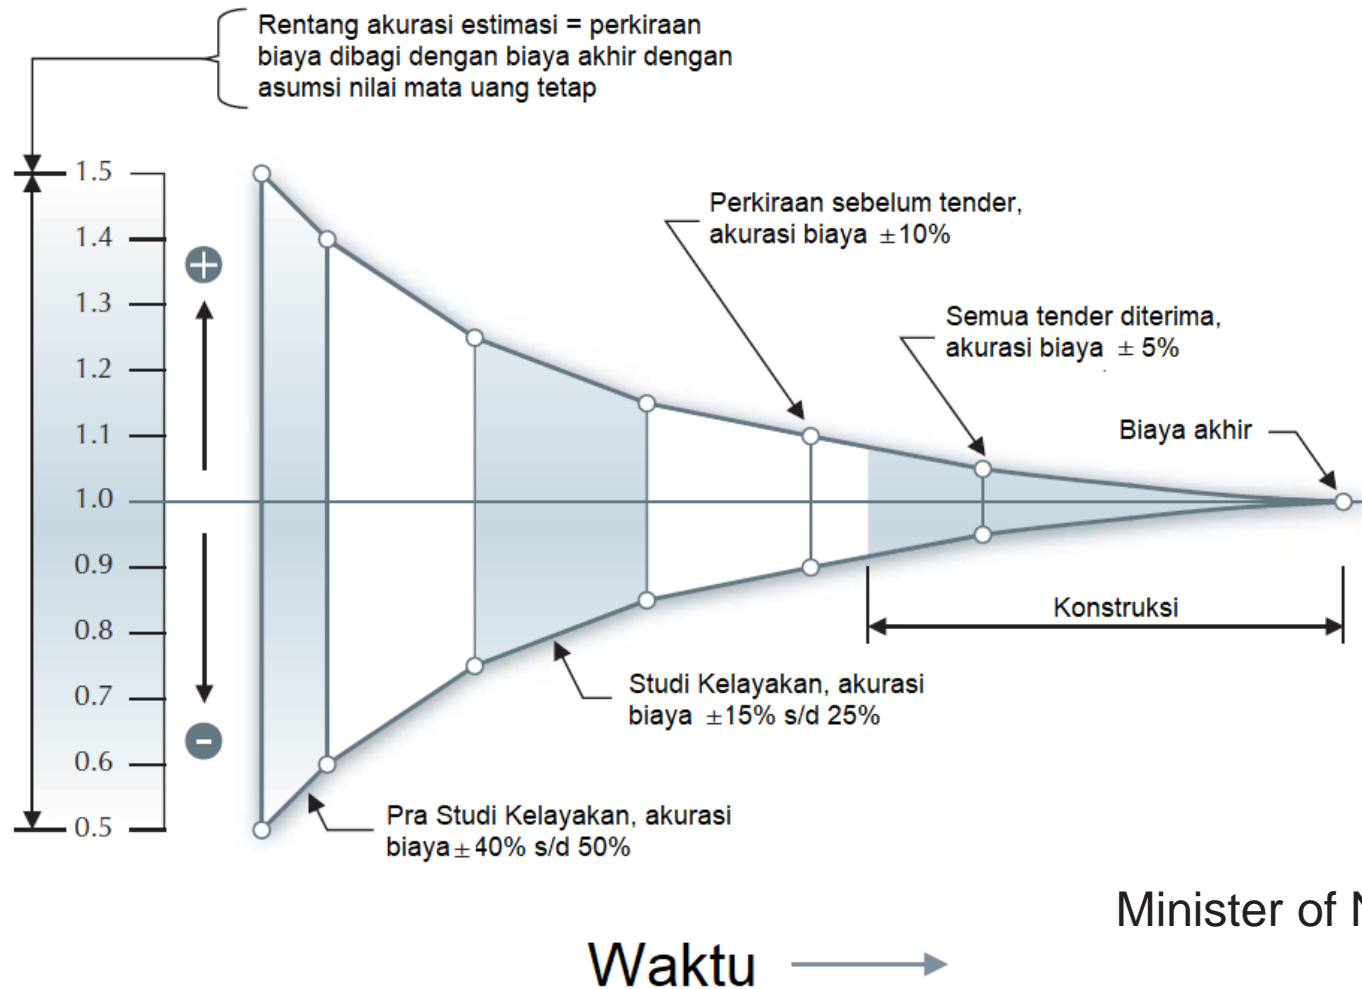 Rentang akurasi estimasi = perkiraan
biaya dibagi dengan biaya akhir dengan
asumsi nilai mata uang tetap
1.5
1.4
1.3
1.2
1.1
1.0
0.9
0.8
0.7
0.6
0.5
+
-
Perkiraan sebelum tender,
akurasi biaya ±10%
Semua tender diterima,
akurasi biaya ± 5%
Biaya akhir
Konstruksi
Studi Kelayakan, akurasi
biaya ±15% s/d 25%
Pra Studi Kelayakan, akurasi
biaya± 40% s/d 50%
Minister of
Waktu